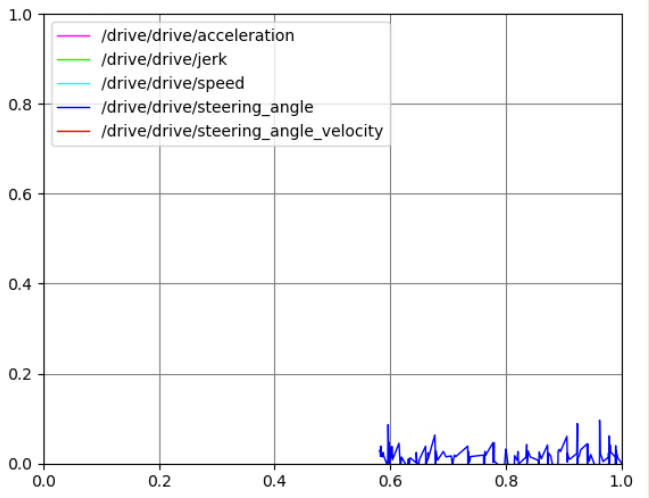 1.0
/drive/drive/acceleration
/drive/drive/jerk
/drive/drive/speed
/drive/drive/steering_angle
/drive/drive/steering_angle_velocity
0.8
0.6
0.4
0.2
0.0
0.0 0.2 0.4 0.6 0.8 1.0